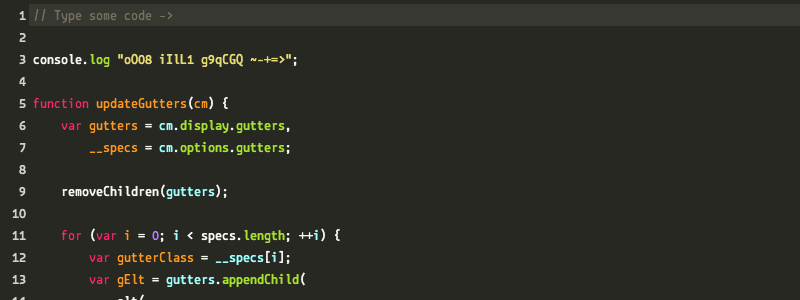 1 // Type some code ->
2
3 console.log "oO08 iIlL1 g9qCGQ ~-+=>";
4
5 function updateGutters(cm) {
6 var gutters = cm.display.gutters,
7 __specs = cm.options.gutters;
8
9 removeChildren(gutters);
10
11 for (var i = 0; i < specs.length; ++i) {
12 var gutterClass = __specs[i];
13 var gElt = gutters.appendChild(